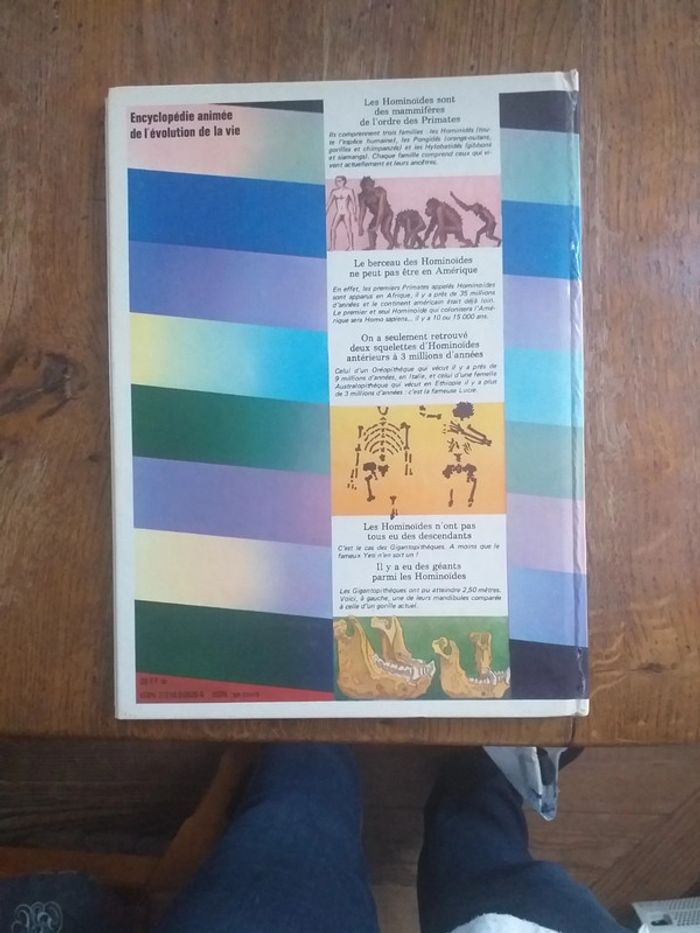 Encyclopédie animée
de l'évolution de la vie
Les Hominoïdes sont
des mammifères
de l'ordre des Primates
Ils comprennent trois familles : les Hominidés (tou-
te l'espèce humaine), les Pongidés (orangs-outans,
gorilles et chimpanzés) et les Hylobatidés (gibbons
et siamangs). Chaque famille comprend ceux qui vi-
vent actuellement et leurs ancêtres.
Le berceau des Hominoïdes
ne peut pas être en Amérique
En effet, les premiers Primates appelés Hominoïdes
sont apparus en Afrique, il y a près de 35 millions
d'années et le continent américain était déjà loin.
Le premier et seul Hominoïde qui colonisera l'Amé-
rique sera Homo sapiens... il y a 10 ou 15 000 ans.
On a seulement retrouvé
deux squelettes d'Hominoïdes
antérieurs à 3 millions d'années
Celui d'un Oréopithèque qui vécut il y a près de
9 millions d'années, en Italie, et celui d'une femelle
Australopithèque qui vécut en Ethiopie il y a plus
de 3 millions d'années : c'est la fameuse Lucie.
Les Hominoïdes n'ont pas
tous eu des descendants
C'est le cas des Gigantopithèques. A moins que le
fameux Yeti n'en soit un !
Il y a eu des géants
parmi les Hominoïdes
Les Gigantopithèques ont pu atteindre 2,50 mètres.
Voici, à gauche, une de leurs mandibules comparée
à celle d'un gorille actuel.
ISBN